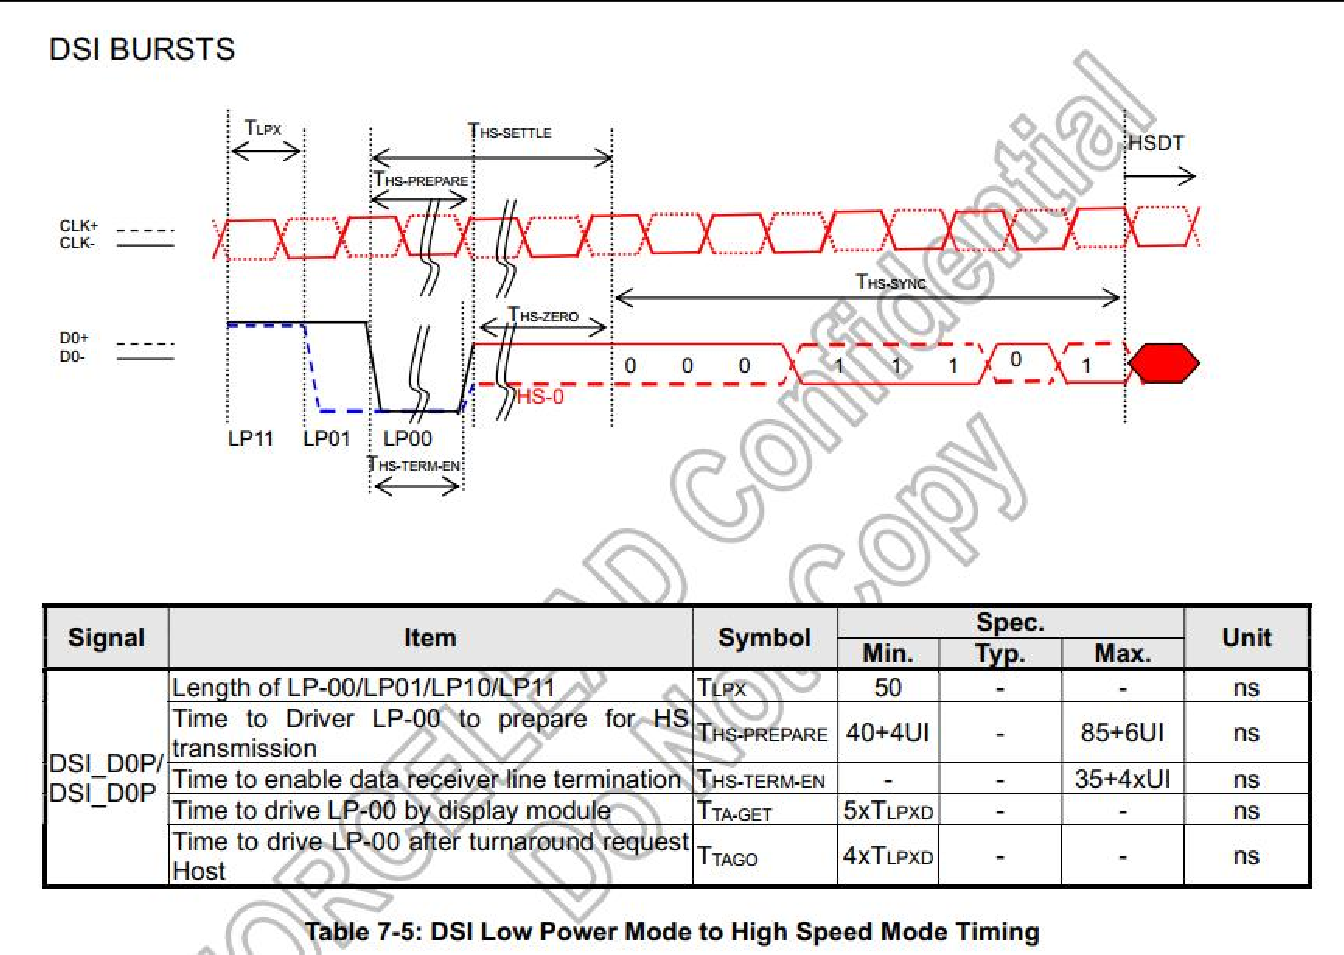 DSI BURSTS
TLPX
THS-SETTLE
HSDT
THS-PREPARE
CLK+
CLK-
THS-SYNC
THS-ZERO
D0+
D0-
0 0 0 1 1 1 0 1
HS-0
LP11 LP01 LP00
THS-TERM-EN
Signal Item Symbol Spec. Unit
Min. Typ. Max.
DSI_D0P/
DSI_D0P
Length of LP-00/LP01/LP10/LP11 TLPX 50 - - ns
Time to Driver LP-00 to prepare for HS
transmission THS-PREPARE 40+4UI - 85+6UI ns
Time to enable data receiver line termination THS-TERM-EN - - 35+4xUI ns
Time to drive LP-00 by display module TTA-GET 5xTLPXD - - ns
Time to drive LP-00 after turnaround request
Host TTAGO 4xTLPXD - - ns
Table 7-5: DSI Low Power Mode to High Speed Mode Timing
FORCELEAD Confidential
Do Not Copy